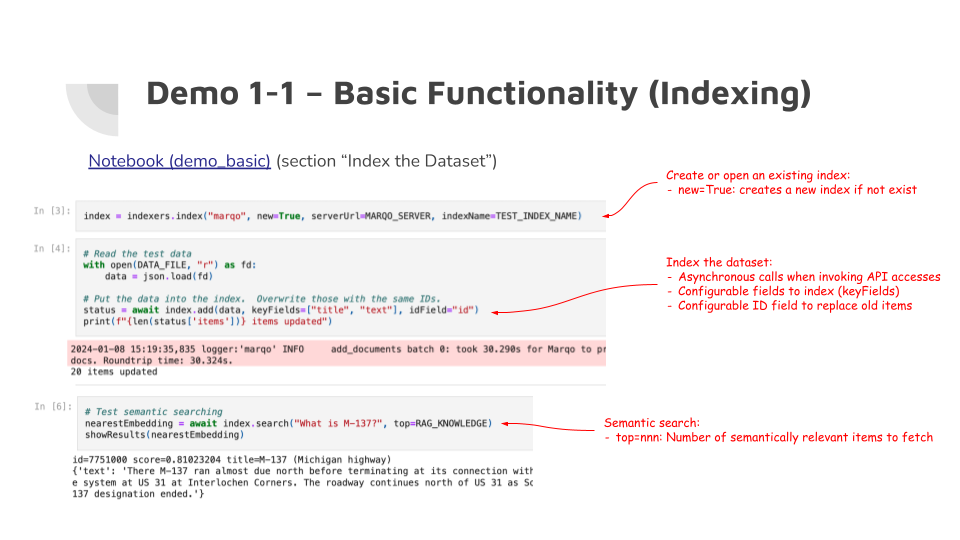 Demo 1-1 – Basic Functionality (Indexing)
Notebook (demo_basic) (section “Index the Dataset”)
Create or open an existing index:
- new=True: creates a new index if not exist
In [3]:
index = indexers.index("marqo", new=True, serverUrl=MARQO_SERVER, indexName=TEST_INDEX_NAME)
In [4]:
# Read the test data
with open(DATA_FILE, "r") as fd:
data = json.load(fd)
# Put the data into the index.  Overwrite those with the same IDs.
status = await index.add(data, keyFields=["title", "text"], idField="id")
print(f"{len(status['items'])} items updated")
Index the dataset:
- Asynchronous calls when invoking API accesses
- Configurable fields to index (keyFields)
- Configurable ID field to replace old items
2024-01-08 15:19:35,835 logger:'marqo' INFO     add_documents batch 0: took 30.290s for Marqo to pr
docs. Roundtrip time: 30.324s.
20 items updated
In [6]:
# Test semantic searching
nearestEmbedding = await index.search("What is M-137?", top=RAG_KNOWLEDGE)
showResults(nearestEmbedding)
Semantic search:
- top=nnn: Number of semantically relevant items to fetch
id=7751000 score=0.81023204 title=M-137 (Michigan highway)
{'text': 'There M-137 ran almost due north before terminating at its connection with
e system at US 31 at Interlochen Corners. The roadway continues north of US 31 as Sc
137 designation ended.'}